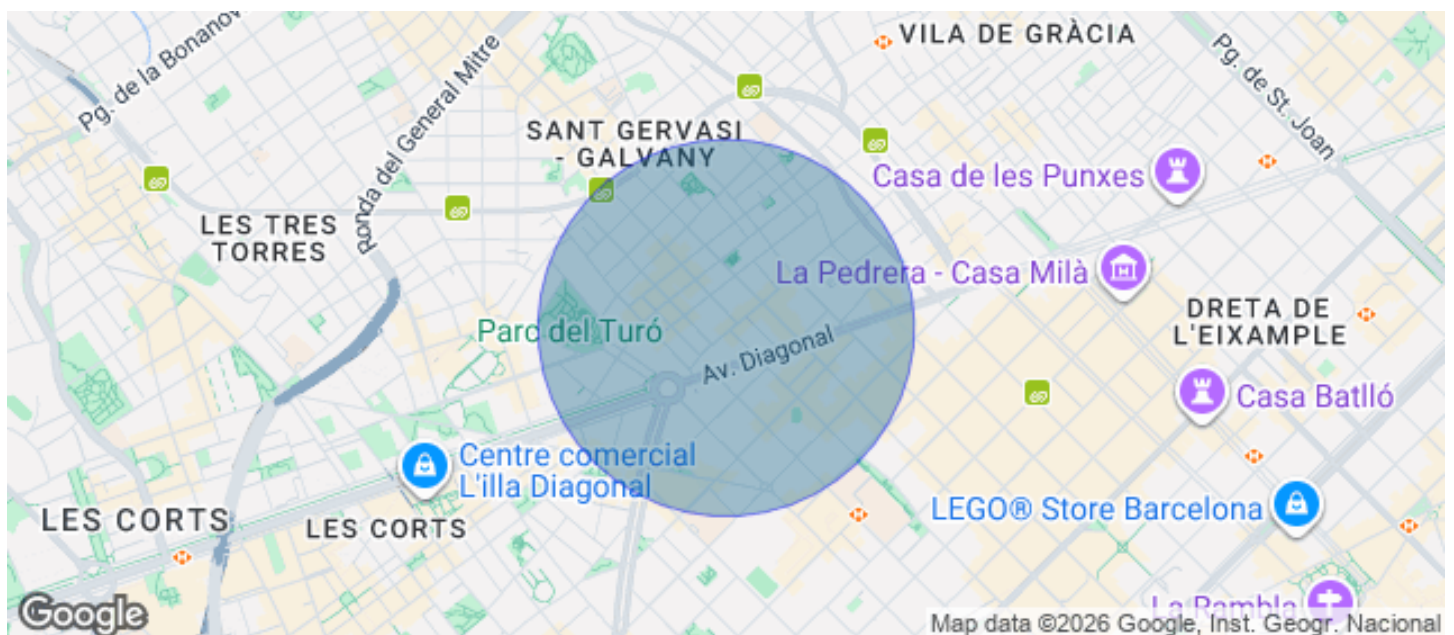 VILA DE GRÀCIA
Pg. de la Bonanov
Ronda del General Mitre
Pg. de St. Joan
SANT GERVASI
- GALVANY
Casa de les Punxes
LES TRES
TORRES
La Pedrera - Casa Milà
DRETA DE
L'EIXAMPLE
Parc del Turó
Av. Diagonal
Casa Batlló
Centre comercial
L'illa Diagonal
LES CORTS
LES CORTS
LEGO® Store Barcelona
La Rambla
Google
Map data ©2026 Google, Inst. Geogr. Nacional